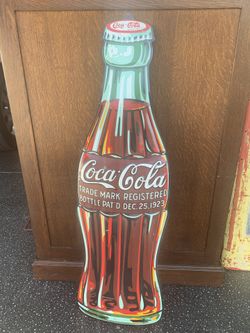 Coca-Cola
Coca-Cola
TRADE MARK REGISTERED
BOTTLE PAT'D DEC. 25, 1923